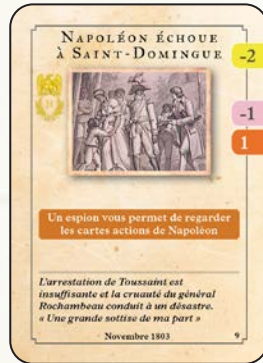 NAPOLÉON ÉCHOUE
À SAINT-DOMINGUE
-2
-1
1
Un espion vous permet de regarder
les cartes actions de Napoléon
L'arrestation de Toussaint est
insuffisante et la cruauté du général
Rochambeau conduit à un désastre.
« Une grande sottise de ma part »
Novembre 1803
9